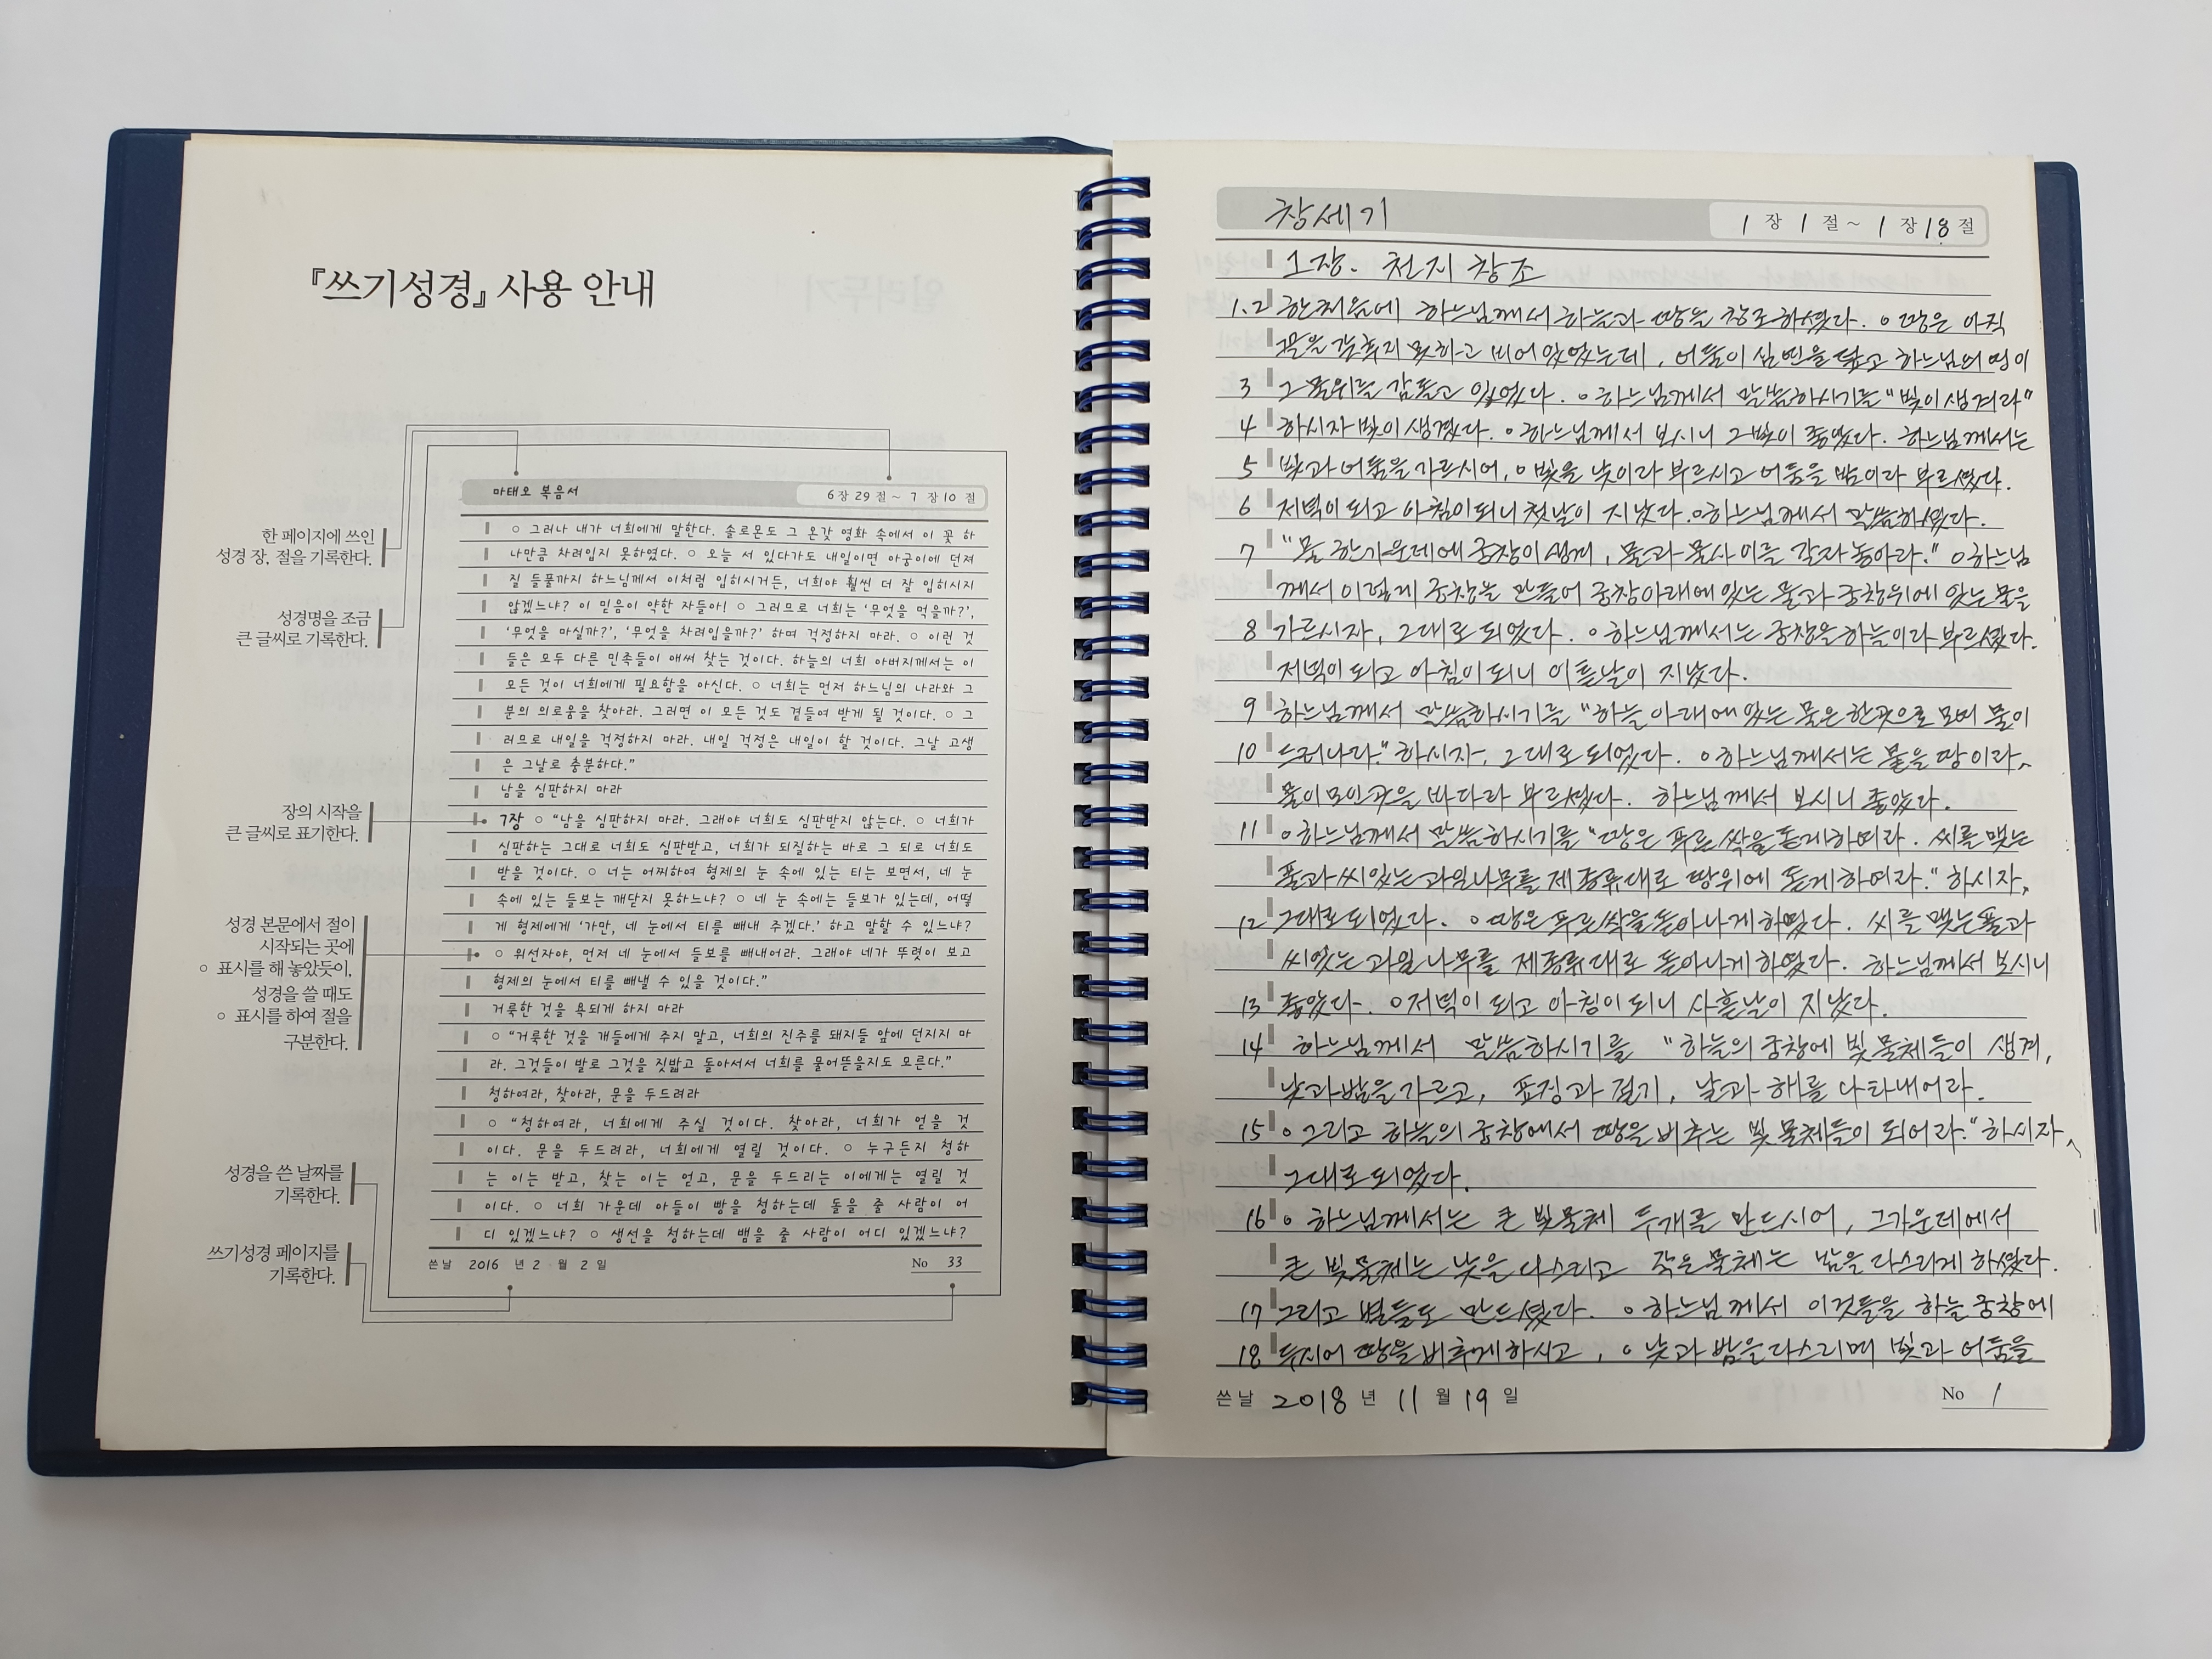 『쓰기성경』 사용 안내
한 페이지에 쓰인
성경 장, 절을 기록한다.
성경명을 조금
큰 글씨로 기록한다.
장의 시작을
큰 글씨로 표기한다.
성경 본문에서 절이
시작되는 곳에
○ 표시를 해 놓았듯이,
성경을 쓸 때도
○ 표시를 하여 절을
구분한다.
성경을 쓴 날짜를
기록한다.
쓰기성경 페이지를
기록한다.
마태오 복음서 6장 29절~ 7 장 10 절
○ 그러나 내가 너희에게 말한다. 솔로몬도 그 온갖 영화 속에서 이 꽃 하
나만큼 차려입지 못하였다. ○ 오늘 서 있다가도 내일이면 아궁이에 던져
질 들풀까지 하느님께서 이처럼 입히시거든, 너희야 훨씬 더 잘 입히시지
않겠느냐? 이 믿음이 약한 자들아! ○ 그러므로 너희는 ‘무엇을 먹을까?’,
‘무엇을 마실까?’, ‘무엇을 차려입을까?’ 하며 걱정하지 마라. ○ 이런 것
들은 모두 다른 민족들이 애써 찾는 것이다. 하늘의 너희 아버지께서는 이
모든 것이 너희에게 필요함을 아신다. ○ 너희는 먼저 하느님의 나라와 그
분의 의로움을 찾아라. 그러면 이 모든 것도 곁들여 받게 될 것이다. ○ 그
러므로 내일을 걱정하지 마라. 내일 걱정은 내일이 할 것이다. 그날 고생
은 그날로 충분하다.”
남을 심판하지 마라
7장 ○ “남을 심판하지 마라. 그래야 너희도 심판받지 않는다. ○ 너희가
심판하는 그대로 너희도 심판받고, 너희가 되질하는 바로 그 되로 너희도
받을 것이다. ○ 너는 어찌하여 형제의 눈 속에 있는 티는 보면서, 네 눈
속에 있는 들보는 깨닫지 못하느냐? ○ 네 눈 속에는 들보가 있는데, 어떻
게 형제에게 ‘가만, 네 눈에서 티를 빼내 주겠다.’ 하고 말할 수 있느냐?
○ 위선자야, 먼저 네 눈에서 들보를 빼내어라. 그래야 네가 뚜렷이 보고
형제의 눈에서 티를 빼낼 수 있을 것이다.”
거룩한 것을 욕되게 하지 마라
○ “거룩한 것을 개들에게 주지 말고, 너희의 진주를 돼지들 앞에 던지지 마
라. 그것들이 발로 그것을 짓밟고 돌아서서 너희를 물어뜯을지도 모른다.”
청하여라, 찾아라, 문을 두드려라
○ “청하여라, 너희에게 주실 것이다. 찾아라, 너희가 얻을 것
이다. 문을 두드려라, 너희에게 열릴 것이다. ○ 누구든지 청하
는 이는 받고, 찾는 이는 얻고, 문을 두드리는 이에게는 열릴 것
이다. ○ 너희 가운데 아들이 빵을 청하는데 돌을 줄 사람이 어
디 있겠느냐? ○ 생선을 청하는데 뱀을 줄 사람이 어디 있겠느냐?
쓴날 2016 년 2 월 2 일 No 33
창세기 1 장 1 절 ~ 1 장 18 절
1장. 천지 창조
1.2 한처음에 하느님께서 하늘과 땅을 창조하셨다. ○ 땅은 아직
꼴을 갖추지 못하고 비어 있었는데, 어둠이 심연을 덮고 하느님의 영이
3 그 물위를 감돌고 있었다. ○ 하느님께서 말씀하시기를 "빛이 생겨라"
4 하시자 빛이 생겼다. ○ 하느님께서 보시니 그 빛이 좋았다. 하느님께서는
5 빛과 어둠을 가르시어, ○ 빛을 낮이라 부르시고 어둠을 밤이라 부르셨다.
6 저녁이 되고 아침이 되니 첫날이 지났다. ○ 하느님께서 말씀하셨다.
7 "물 한가운데에 궁창이 생겨, 물과 물사이를 갈라놓아라." ○ 하느님
께서 이렇게 궁창을 만들어 궁창아래에 있는 물과 궁창위에 있는 물을
8 가르시자, 그대로 되었다. ○ 하느님께서는 궁창을 하늘이라 부르셨다.
저녁이 되고 아침이 되니 이튿날이 지났다.
9 하느님께서 말씀하시기를 "하늘 아래에 있는 물은 한곳으로 모여 뭍이
10 드러나라." 하시자, 그대로 되었다. ○ 하느님께서는 뭍을 땅이라,
물이 모인 곳을 바다라 부르셨다. 하느님께서 보시니 좋았다.
11 ○ 하느님께서 말씀하시기를 "땅은 푸른 싹을 돋게하여라. 씨를 맺는
풀과 씨있는 과일나무를 제 종류대로 땅위에 돋게하여라." 하시자,
12 그대로 되었다. ○ 땅은 푸른 싹을 돋아나게 하였다. 씨를 맺는 풀과
씨있는 과일 나무를 제 종류대로 돋아나게 하였다. 하느님께서 보시니
13 좋았다. ○ 저녁이 되고 아침이 되니 사흗날이 지났다.
14 하느님께서 말씀하시기를 "하늘의 궁창에 빛 물체들이 생겨,
낮과 밤을 가르고, 표징과 절기, 날과 해를 나타내어라.
15 ○ 그리고 하늘의 궁창에서 땅을 비추는 빛 물체들이 되어라." 하시자,
그대로 되었다.
16 ○ 하느님께서는 큰 빛물체 두개를 만드시어, 그가운데에서
큰 빛물체는 낮을 다스리고 작은 물체는 밤을 다스리게 하셨다.
17 그리고 별들도 만드셨다. ○ 하느님께서 이것들을 하늘 궁창에
18 두시어 땅을 비추게 하시고, ○ 낮과 밤을 다스리며 빛과 어둠을
쓴날 2018 년 11 월 19 일 No 1